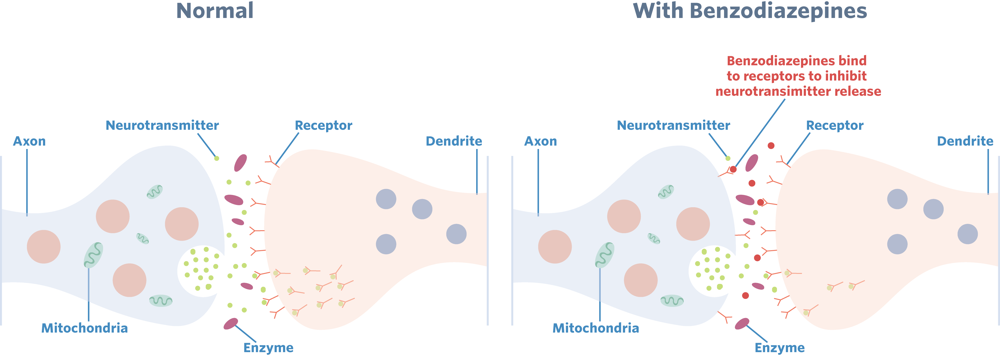 Normal
Neurotransmitter
Receptor
Axon
Dendrite
Mitochondria
Enzyme
With Benzodiazepines
Benzodiazepines bind
to receptors to inhibit
neurotransimitter release
Neurotransmitter
Receptor
Axon
Dendrite
Mitochondria
Enzyme